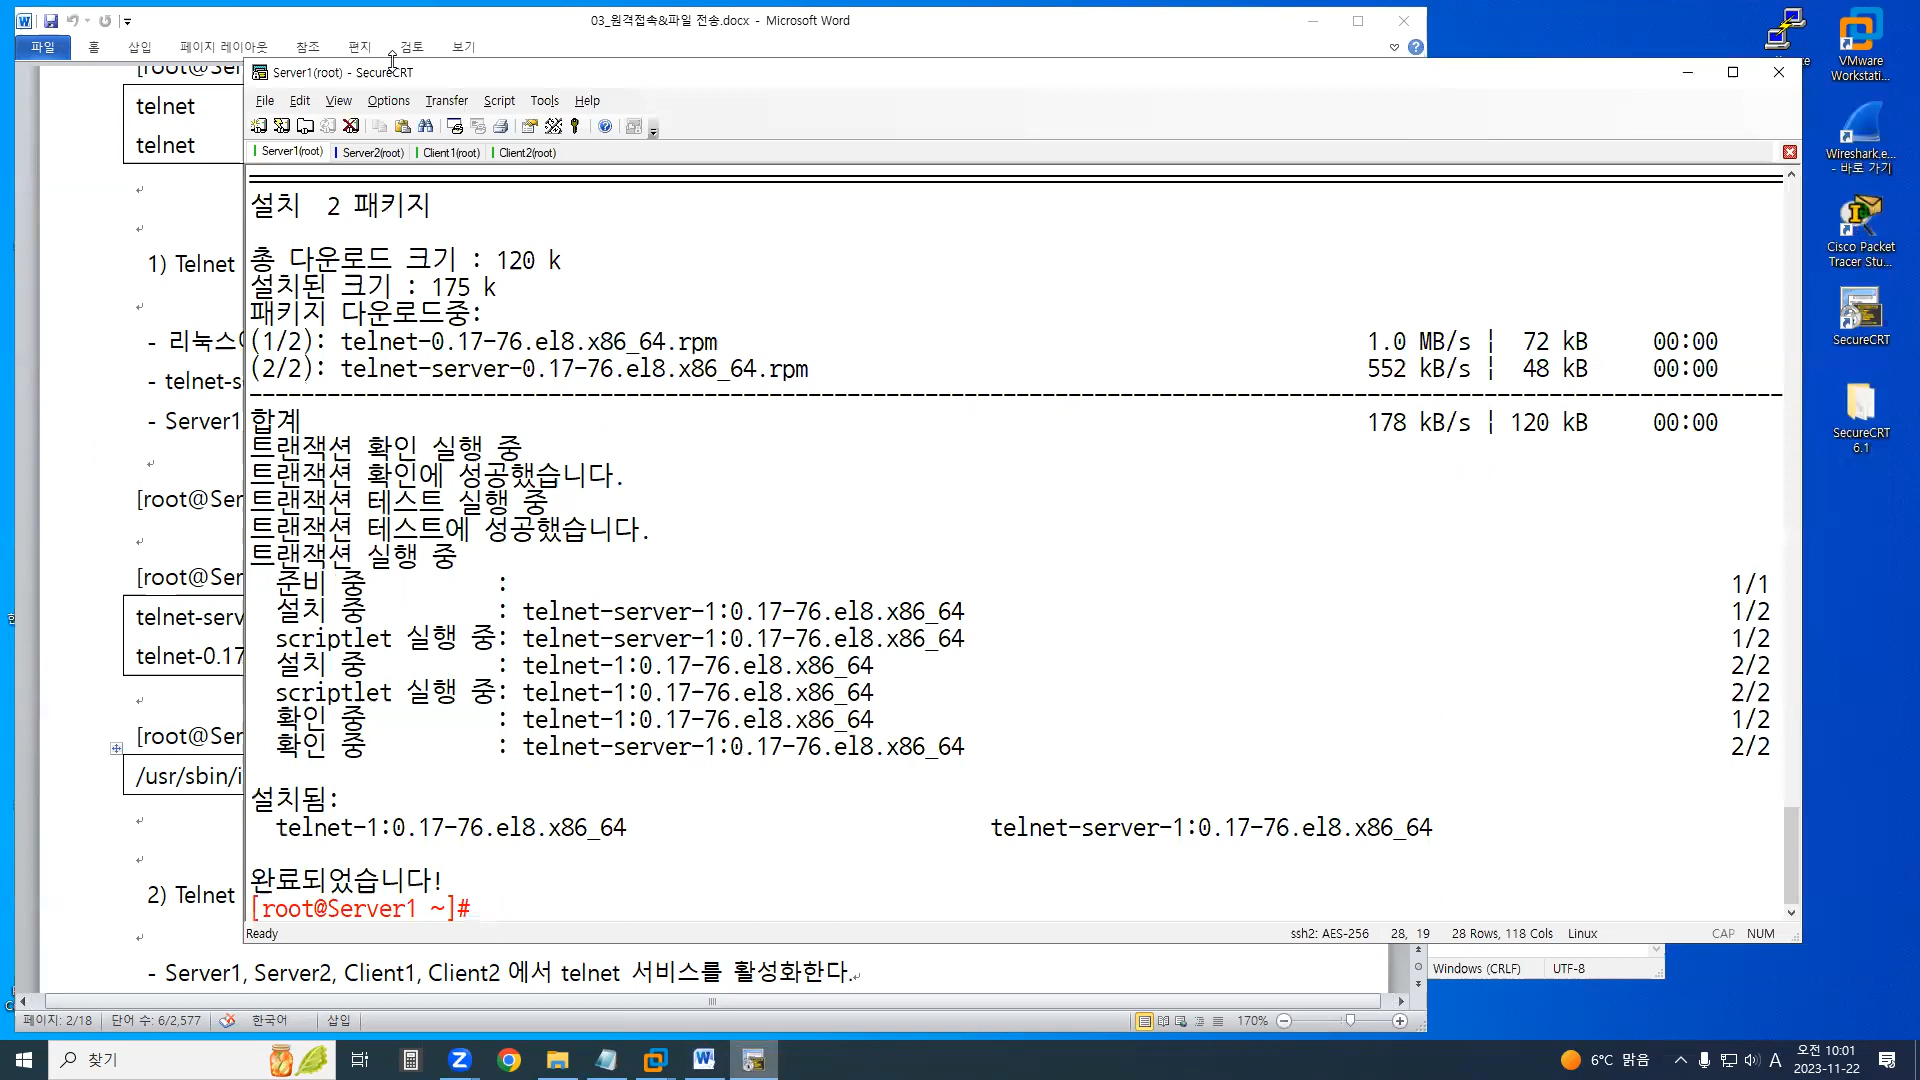 03_원격접속&파일 전송.docx - Microsoft Word
파일 홈 삽입 페이지 레이아웃 참조 편지 검토 보기
telnet
telnet
1) Telnet
- 리눅스
- telnet-s
- Server1
[root@Ser
[root@Ser
telnet-serv
telnet-0.17
[root@Ser
/usr/sbin/i
2) Telnet
- Server1, Server2, Client1, Client2 에서 telnet 서비스를 활성화한다.
Server1(root) - SecureCRT
File Edit View Options Transfer Script Tools Help
Server1(root) Server2(root) Client1(root) Client2(root)
설치 2 패키지
총 다운로드 크기 : 120 k
설치된 크기 : 175 k
패키지 다운로드중:
(1/2): telnet-0.17-76.el8.x86_64.rpm 1.0 MB/s ¦ 72 kB 00:00
(2/2): telnet-server-0.17-76.el8.x86_64.rpm 552 kB/s ¦ 48 kB 00:00
--------------------------------------------------------------------------------
합계 178 kB/s ¦ 120 kB 00:00
트랜잭션 확인 실행 중
트랜잭션 확인에 성공했습니다.
트랜잭션 테스트 실행 중
트랜잭션 테스트에 성공했습니다.
트랜잭션 실행 중
준비 중 : 1/1
설치 중 : telnet-server-1:0.17-76.el8.x86_64 1/2
scriptlet 실행 중: telnet-server-1:0.17-76.el8.x86_64 1/2
설치 중 : telnet-1:0.17-76.el8.x86_64 2/2
scriptlet 실행 중: telnet-1:0.17-76.el8.x86_64 2/2
확인 중 : telnet-1:0.17-76.el8.x86_64 1/2
확인 중 : telnet-server-1:0.17-76.el8.x86_64 2/2
설치됨:
telnet-1:0.17-76.el8.x86_64 telnet-server-1:0.17-76.el8.x86_64
완료되었습니다!
[root@Server1 ~]#
Ready ssh2: AES-256 28, 19 28 Rows, 118 Cols Linux CAP NUM
Windows (CRLF) UTF-8
페이지: 2/18 단어 수: 6/2,577 한국어 삽입 170%
VMware
Workstati...
Wireshark.e...
- 바로 가기
Cisco Packet
Tracer Stu...
SecureCRT
SecureCRT
6.1
찾기
6°C 맑음 A 오전 10:01
2023-11-22